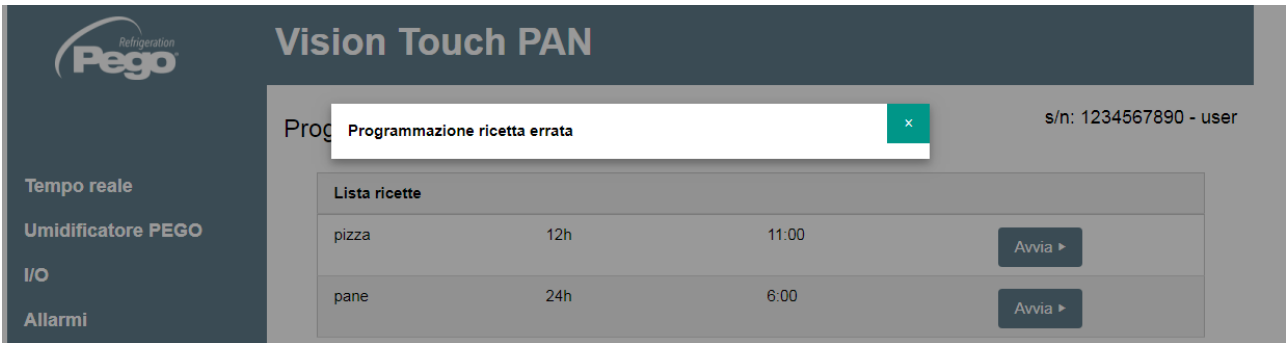 Refrigeration
Pego
Vision Touch PAN
s/n: 1234567890 - user
Prog
Programmazione ricetta errata
×
Tempo reale
Umidificatore PEGO
I/O
Allarmi
Lista ricette
pizza 12h 11:00 Avvia ▸
pane 24h 6:00 Avvia ▸